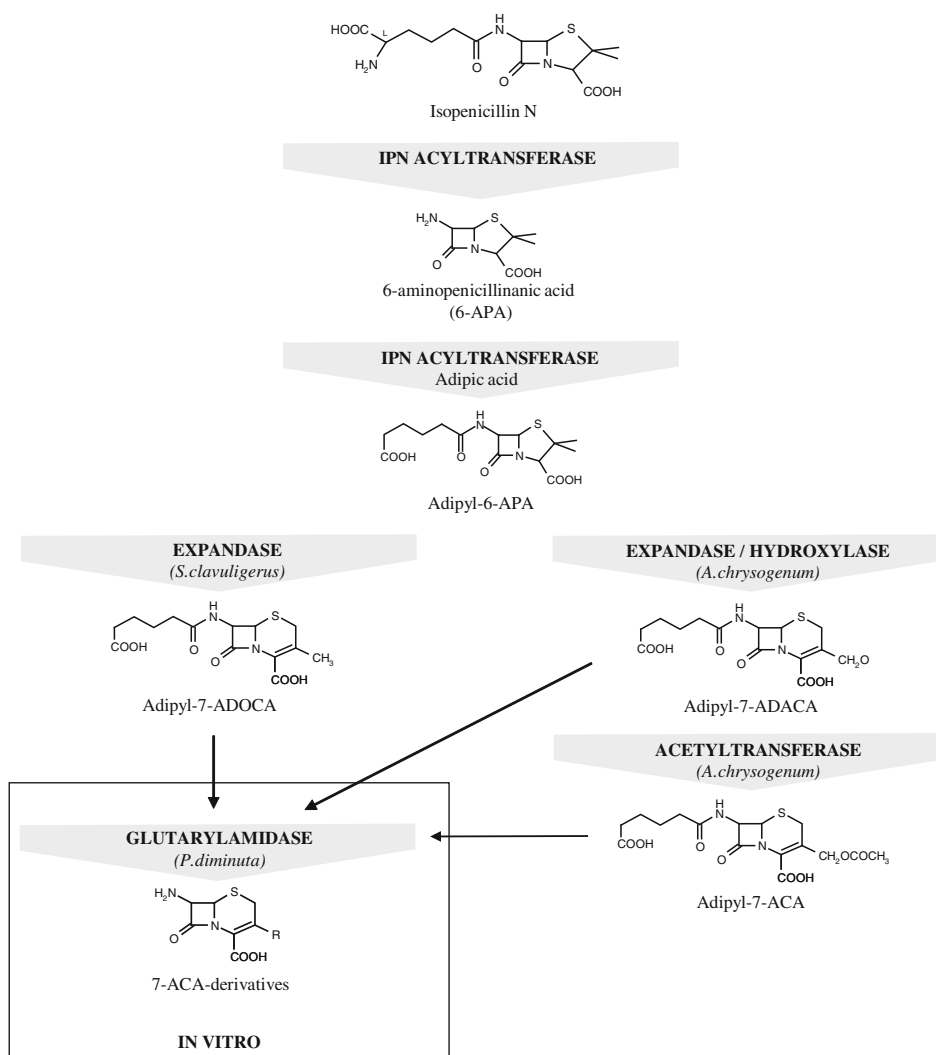 HOOC
L
H₂N
O
H
N
S
O
N
COOH
Isopenicillin N
IPN ACYLTRANSFERASE
H₂N
S
O
N
COOH
6-aminopenicillinanic acid
(6-APA)
IPN ACYLTRANSFERASE
Adipic acid
COOH
O
H
N
S
O
N
COOH
Adipyl-6-APA
EXPANDASE
(S.clavuligerus)
COOH
O
H
N
S
O
N
CH₃
COOH
Adipyl-7-ADOCA
EXPANDASE / HYDROXYLASE
(A.chrysogenum)
COOH
O
H
N
S
O
N
CH₂O
COOH
Adipyl-7-ADACA
ACETYLTRANSFERASE
(A.chrysogenum)
COOH
O
H
N
S
O
N
CH₂OCOCH₃
COOH
Adipyl-7-ACA
GLUTARYLAMIDASE
(P.diminuta)
H₂N
S
O
N
R
COOH
7-ACA-derivatives
IN VITRO